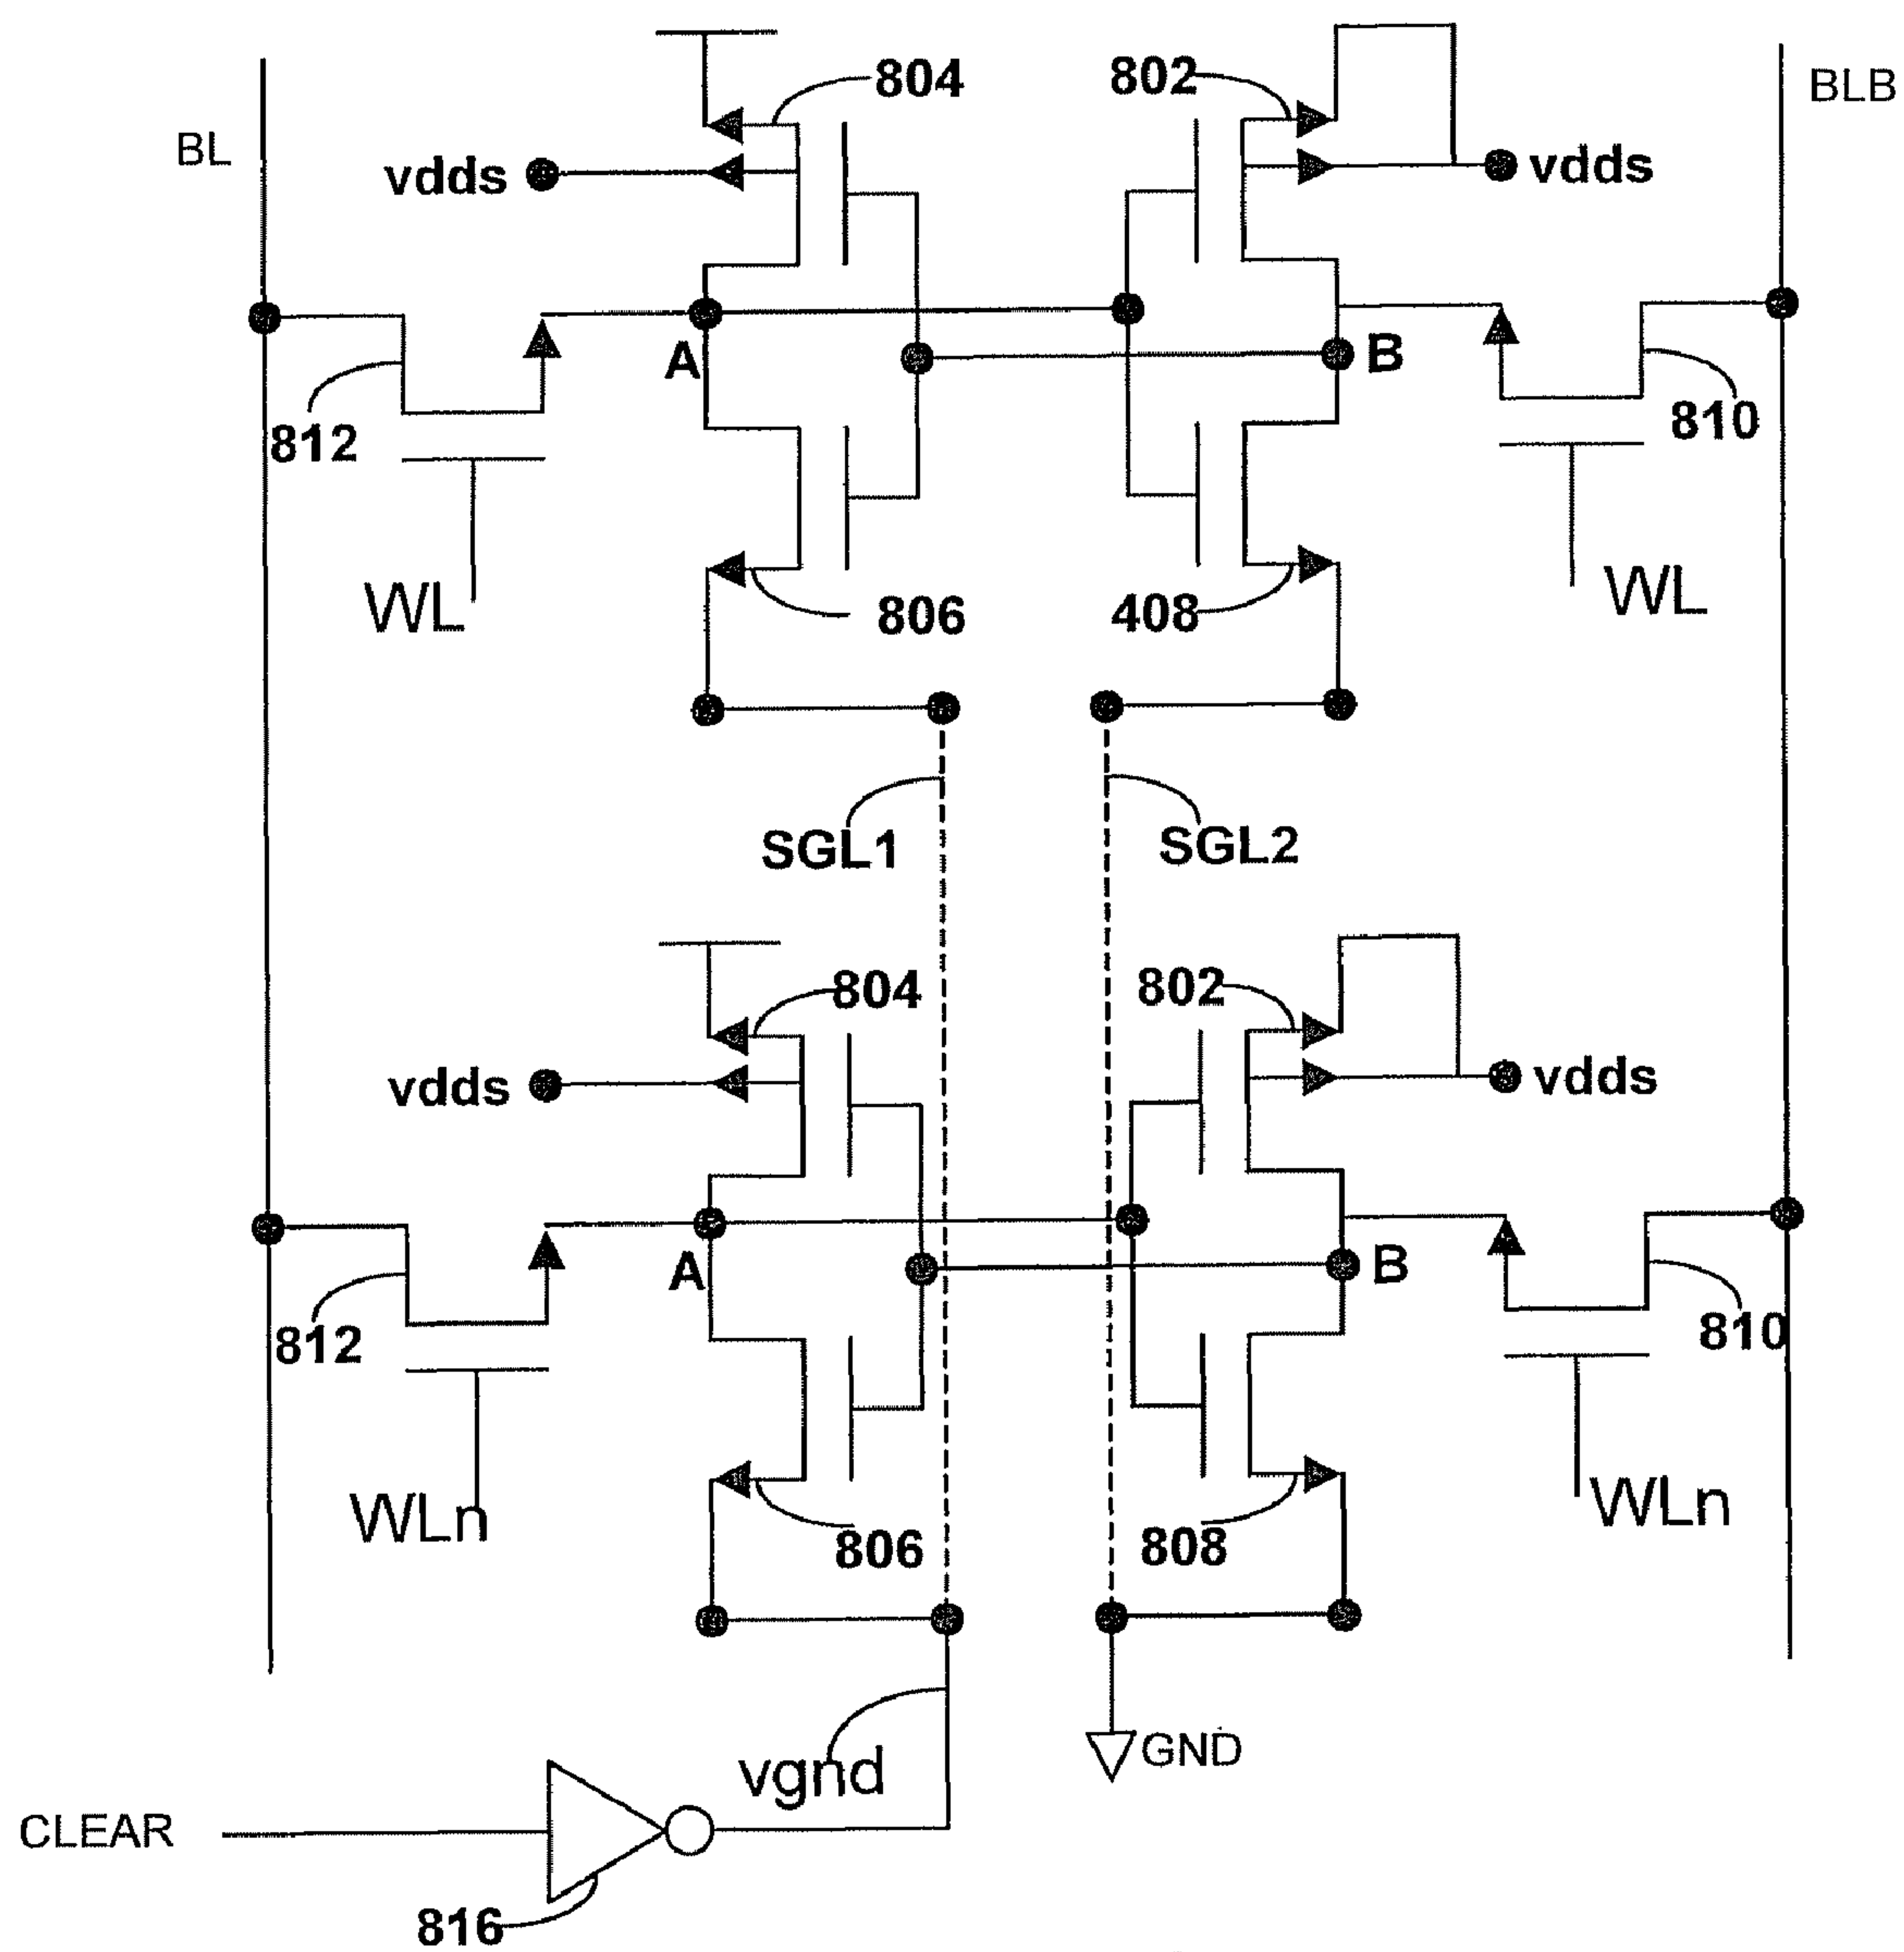 804
802
BLB
BL
vdds
vdds
A
B
812
810
WL
WL
806
408
SGL1
SGL2
804
802
vdds
vdds
A
B
812
810
WLn
WLn
806
808
vgnd
GND
CLEAR
816